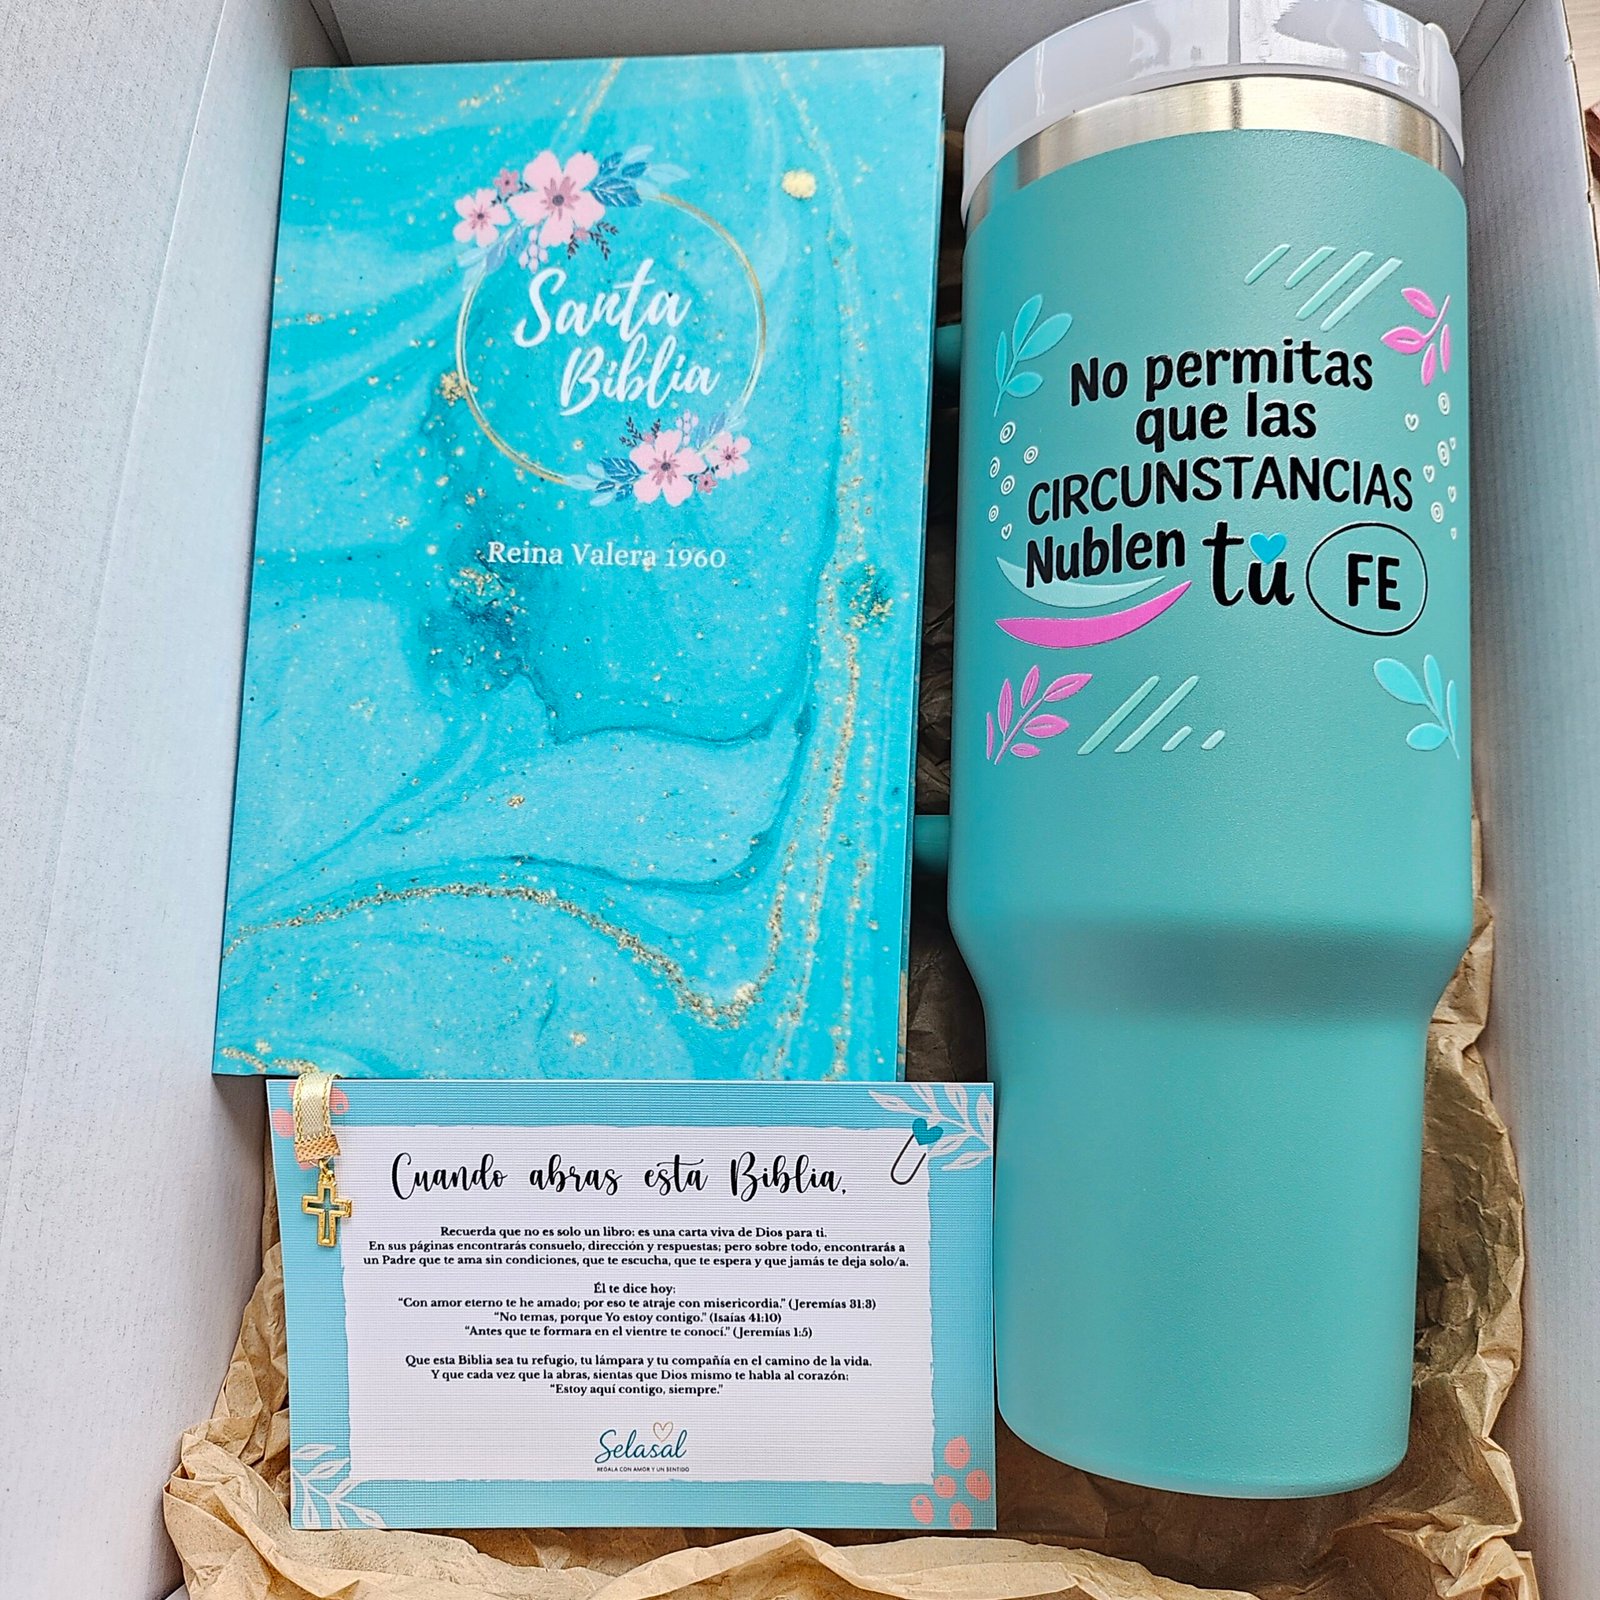 Santa
Biblia
Reina Valera 1960
No permitas
que las
CIRCUNSTANCIAS
Nublen tu FE
Cuando abras esta Biblia,
Recuerda que no es solo un libro: es una carta viva de Dios para ti.
En sus páginas encontrarás consuelo, dirección y respuestas; pero sobre todo, encontrarás a
un Padre que te ama sin condiciones, que te escucha, que te espera y que jamás te deja solo/a.
Él te dice hoy:
“Con amor eterno te he amado; por eso te atraje con misericordia.” (Jeremías 31:3)
“No temas, porque Yo estoy contigo.” (Isaías 41:10)
“Antes que te formara en el vientre te conocí.” (Jeremías 1:5)
Que esta Biblia sea tu refugio, tu lámpara y tu compañía en el camino de la vida.
Y que cada vez que la abras, sientas que Dios mismo te habla al corazón:
“Estoy aquí contigo, siempre.”
Selasal
REGALA CON AMOR Y UN SENTIDO